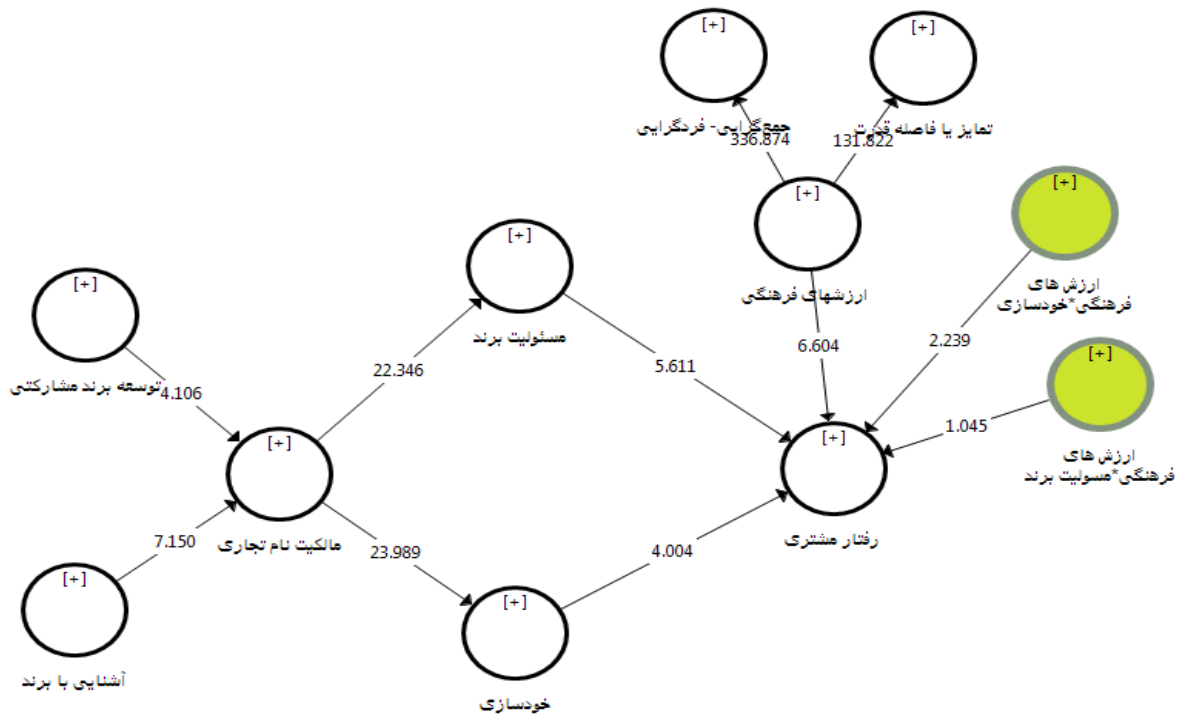 [+]
[+]
جمع‌گرایی- فردگرایی
تمایز یا فاصله قدرت
336.874
131.822
[+]
[+]
ارزشهای فرهنگی
ارزش های
فرهنگی*خودسازی
[+]
مسئولیت برند
[+]
توسعه برند مشارکتی
4.106
22.346
5.611
6.604
2.239
[+]
ارزش های
فرهنگی*مسولیت برند
1.045
[+]
مالکیت نام تجاری
[+]
رفتار مشتری
7.150
23.989
4.004
[+]
آشنایی با برند
[+]
خودسازی